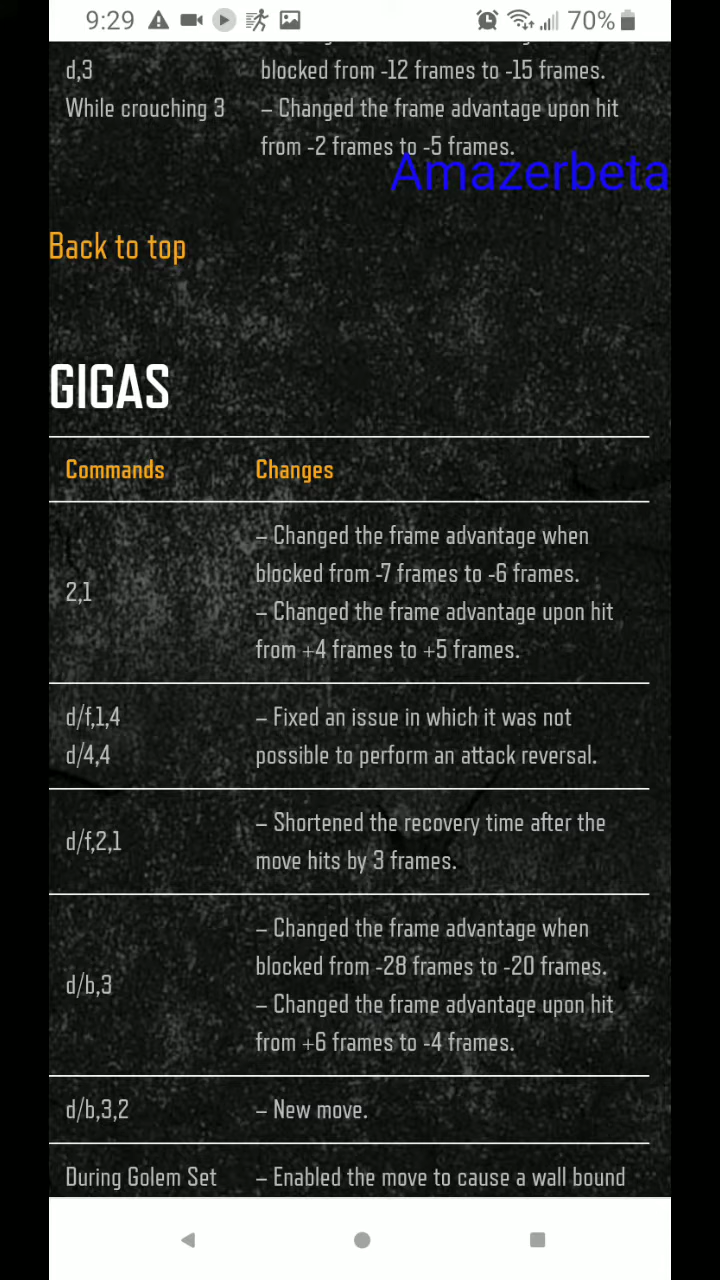 9:29
70%
d,3
blocked from -12 frames to -15 frames.
While crouching 3
– Changed the frame advantage upon hit
from -2 frames to -5 frames.
Amazerbeta
Back to top
GIGAS
Commands
Changes
2,1
– Changed the frame advantage when
blocked from -7 frames to -6 frames.
– Changed the frame advantage upon hit
from +4 frames to +5 frames.
d/f,1,4
d/4,4
– Fixed an issue in which it was not
possible to perform an attack reversal.
d/f,2,1
– Shortened the recovery time after the
move hits by 3 frames.
d/b,3
– Changed the frame advantage when
blocked from -28 frames to -20 frames.
– Changed the frame advantage upon hit
from +6 frames to -4 frames.
d/b,3,2
– New move.
During Golem Set
– Enabled the move to cause a wall bound